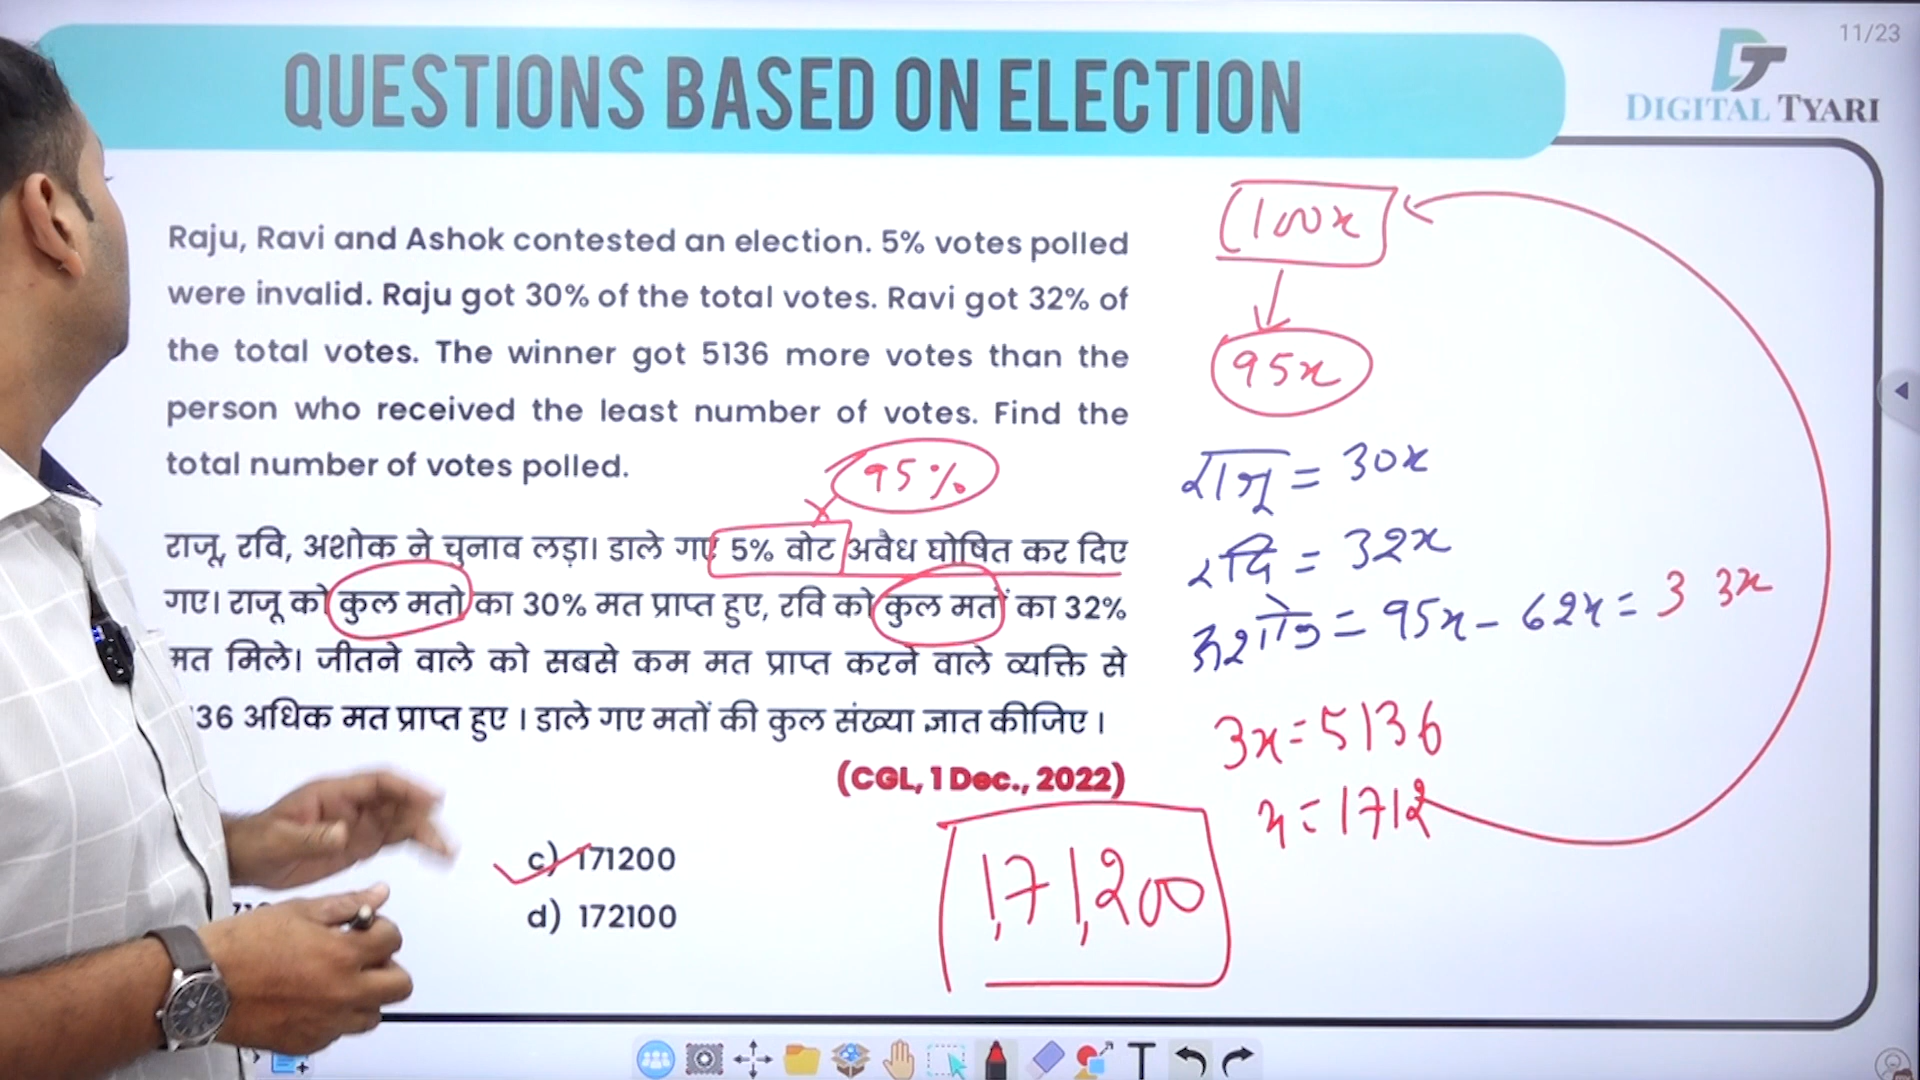 11/23
QUESTIONS BASED ON ELECTION
DIGITAL TYARI
Raju, Ravi and Ashok contested an election. 5% votes polled
were invalid. Raju got 30% of the total votes. Ravi got 32% of
the total votes. The winner got 5136 more votes than the
person who received the least number of votes. Find the
total number of votes polled.
95%
राजू, रवि, अशोक ने चुनाव लड़ा। डाले गए 5% वोट अवैध घोषित कर दिए
गए। राजू को कुल मतो का 30% मत प्राप्त हुए, रवि को कुल मतों का 32%
मत मिले। जीतने वाले को सबसे कम मत प्राप्त करने वाले व्यक्ति से
36 अधिक मत प्राप्त हुए । डाले गए मतों की कुल संख्या ज्ञात कीजिए ।
(CGL, 1 Dec., 2022)
c) 171200
d) 172100
1,71,200
100x
95x
राजू = 30x
रवि = 32x
अशोक = 95x - 62x = 33x
3x = 5136
x = 1712
T